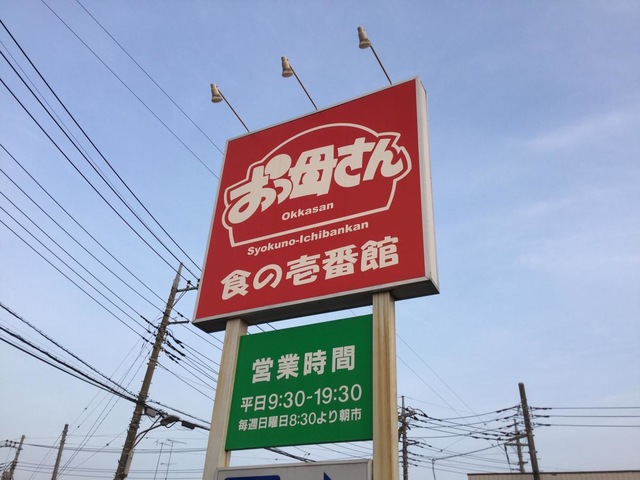 おっ母さん
Okkasan
Syokuno-Ichibankan
食の壱番館
営業時間
平日9:30~19:30
毎週日曜日8:30より朝市